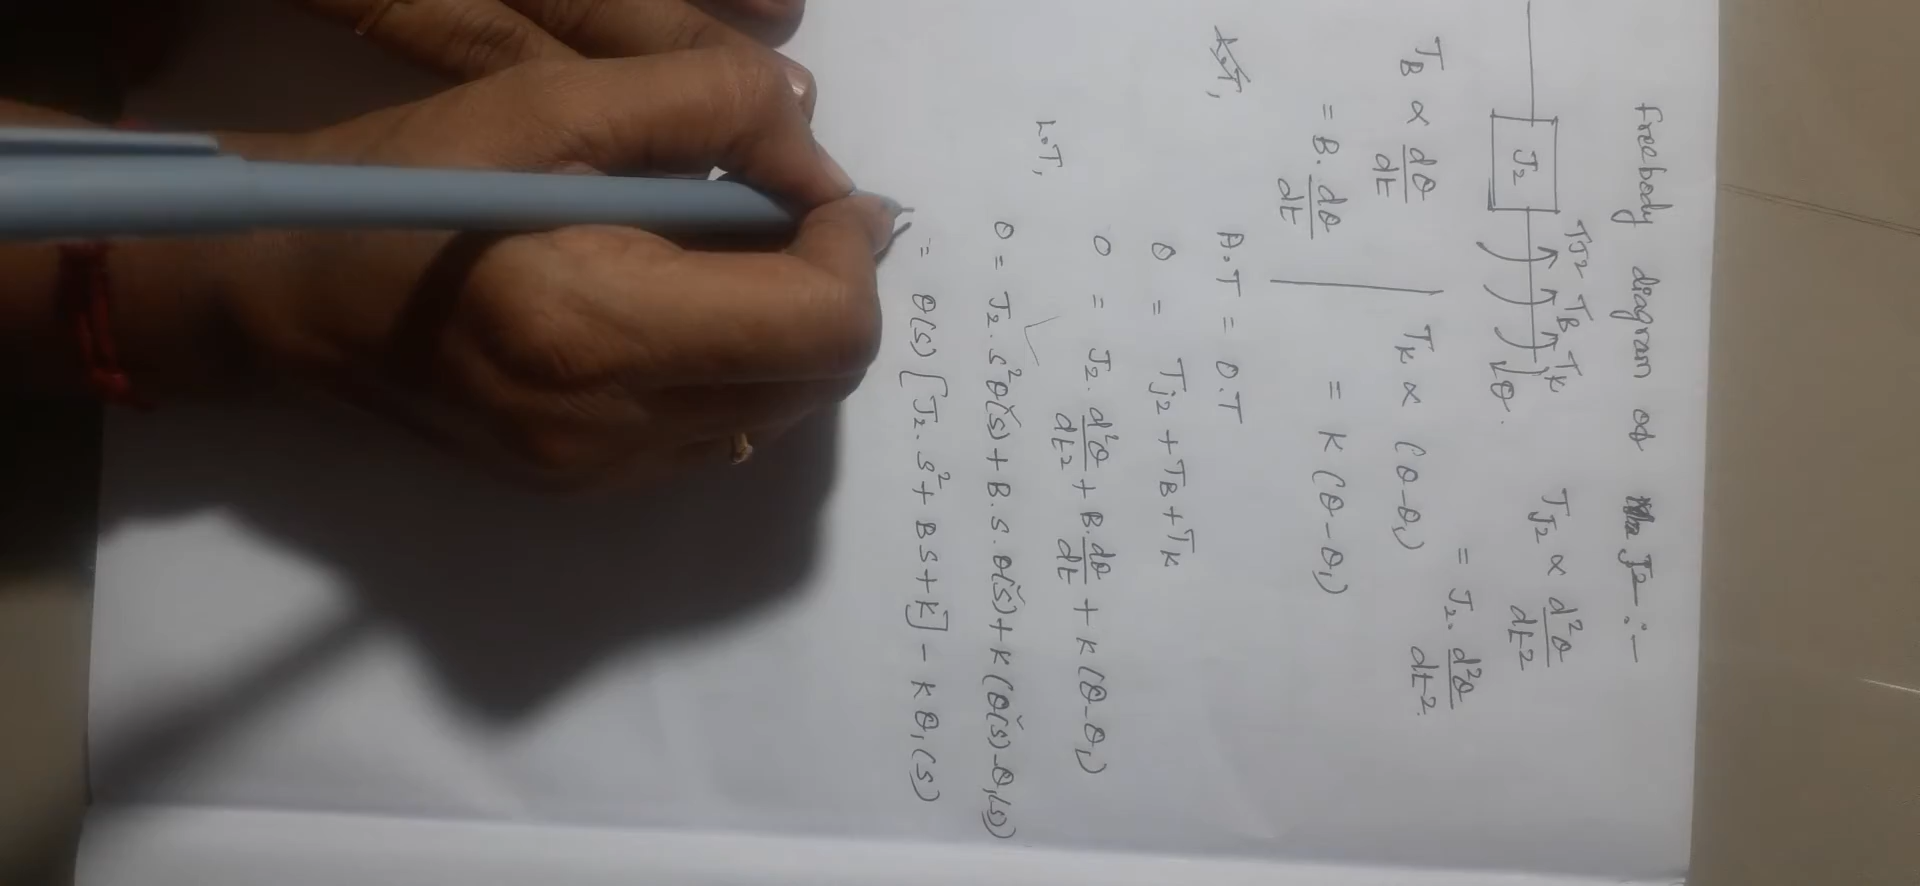 freebody diagram of J2 :-
TJ2 TB TK
J2
θ.
TJ2 ∝ d²θ/dt2
= J2. d²θ/dt2.
TB ∝ dθ/dt
TK ∝ (θ-θ1)
= B. dθ/dt
= K (θ-θ1)
A.T = O.T
0 = Tj2 + TB + TK
0 = J2. d²θ/dt2 + B. dθ/dt + K (θ-θ1)
L.T,
0 = J2. s²θ(s) + B. s. θ(s) + K (θ(s) - θ1(s))
= θ(s) [J2. s² + BS + K] - K θ1(s)